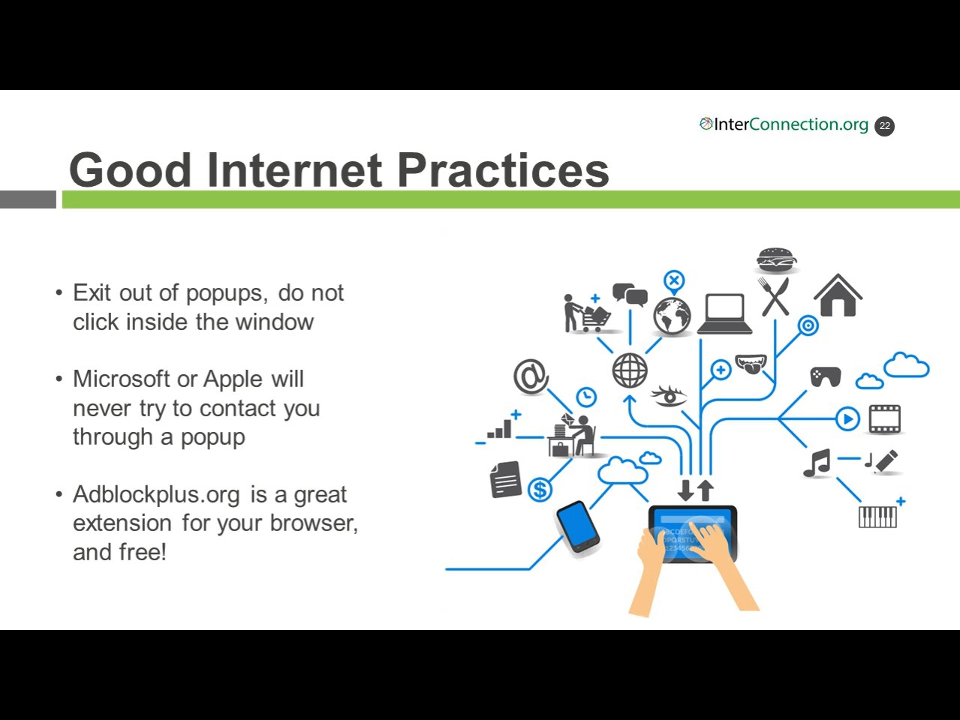 InterConnection.org 22
Good Internet Practices
• Exit out of popups, do not
click inside the window
• Microsoft or Apple will
never try to contact you
through a popup
• Adblockplus.org is a great
extension for your browser,
and free!